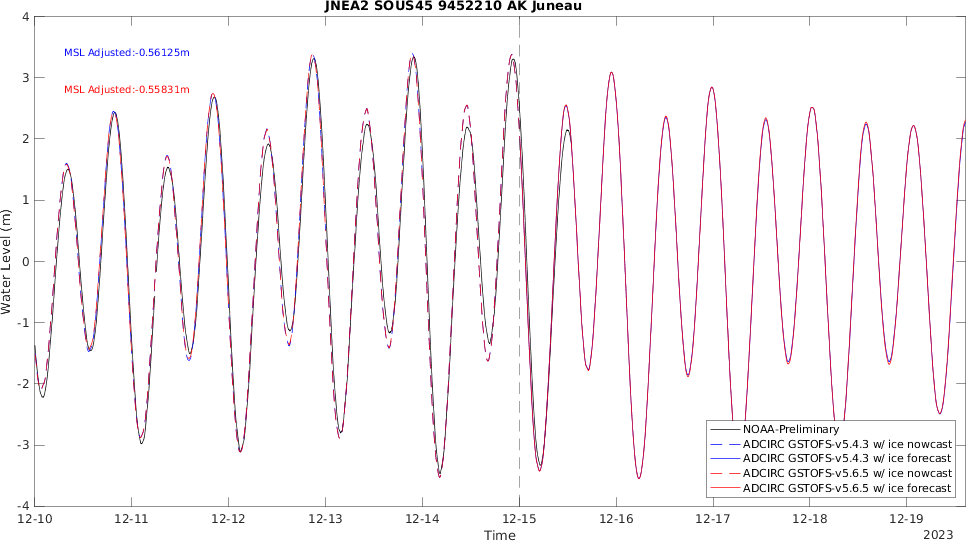 JNEA2 SOUS45 9452210 AK Juneau
4
MSL Adjusted:-0.56125m
3
MSL Adjusted:-0.55831m
2
1
0
-1
-2
-3
-4
Water Level (m)
NOAA-Preliminary
ADCIRC GSTOFS-v5.4.3 w/ ice nowcast
ADCIRC GSTOFS-v5.4.3 w/ ice forecast
ADCIRC GSTOFS-v5.6.5 w/ ice nowcast
ADCIRC GSTOFS-v5.6.5 w/ ice forecast
12-10 12-11 12-12 12-13 12-14 12-15 12-16 12-17 12-18 12-19
Time
2023